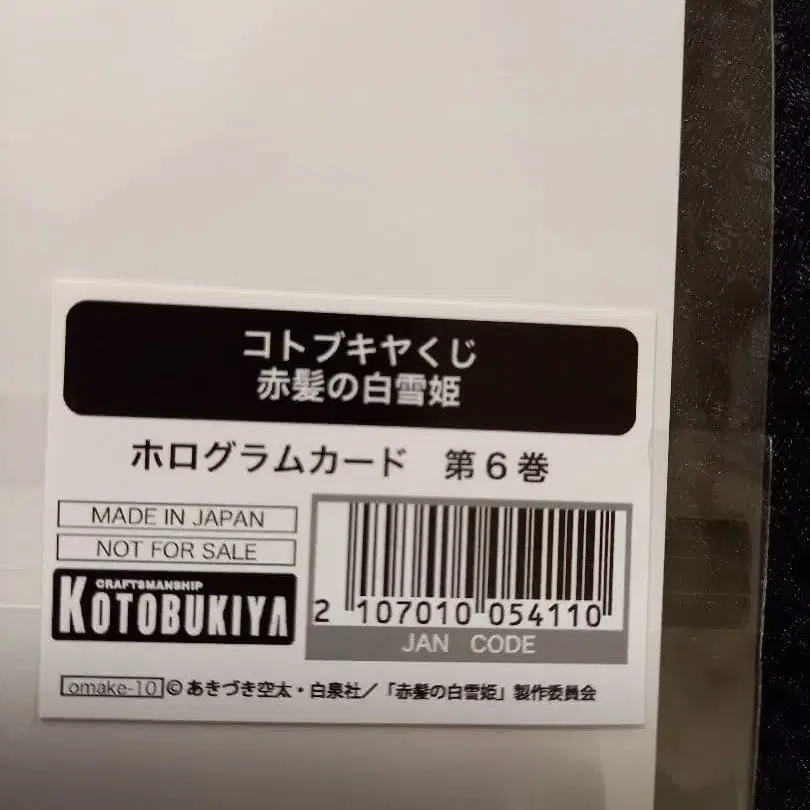 コトブキヤくじ
赤髪の白雪姫
ホログラムカード 第6巻
MADE IN JAPAN
NOT FOR SALE
CRAFTSMANSHIP
KOTOBUKIYA
2 107010 054110
JAN CODE
omake-10 © あきづき空太・白泉社／「赤髪の白雪姫」製作委員会